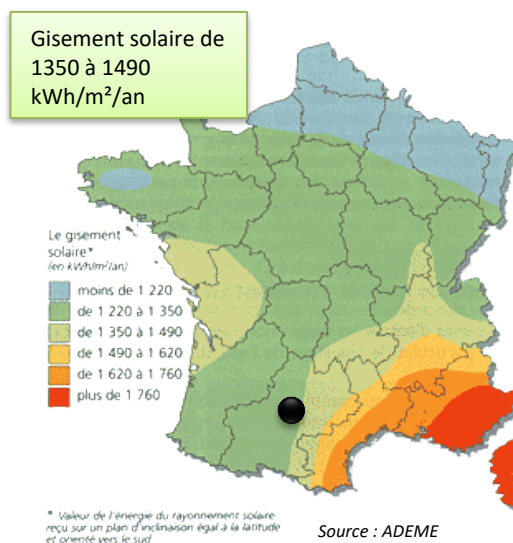 Gisement solaire de
1350 à 1490
kWh/m²/an
Le gisement
solaire*
(en kWh/m²/an)
moins de 1 220
de 1 220 à 1 350
de 1 350 à 1 490
de 1 490 à 1 620
de 1 620 à 1 760
plus de 1 760
* Valeur de l'énergie du rayonnement solaire
reçu sur un plan d'inclinaison égal à la latitude
et orienté vers le sud
Source : ADEME